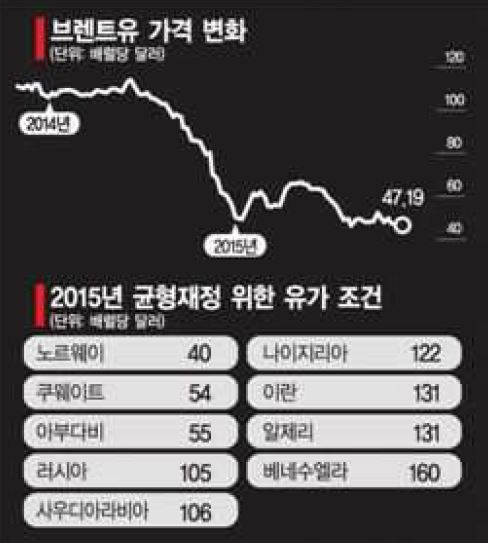 브렌트유 가격 변화
(단위: 배럴당 달러)
120
100
80
60
40
2014년
2015년
47.19
2015년 균형재정 위한 유가 조건
(단위: 배럴당 달러)
노르웨이 40
쿠웨이트 54
아부다비 55
러시아 105
사우디아라비아 106
나이지리아 122
이란 131
알제리 131
베네수엘라 160